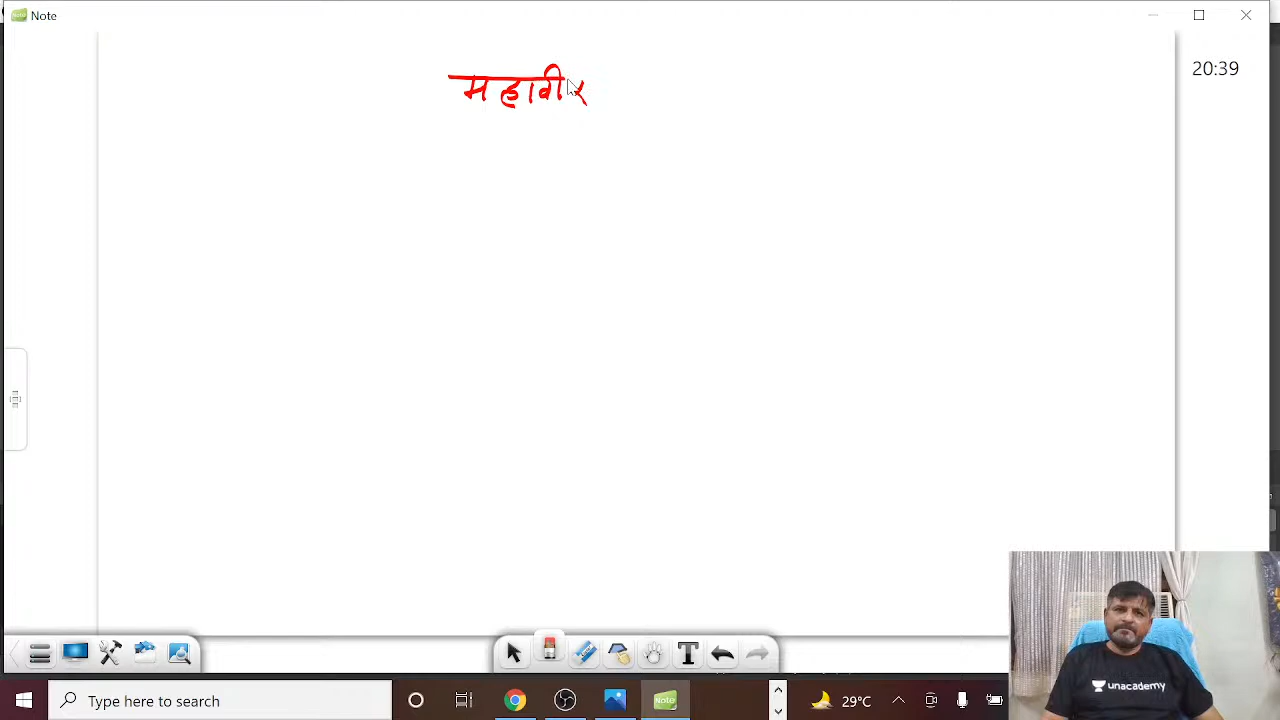 Note
20:39
महावीर
unacademy
Type here to search
29°C